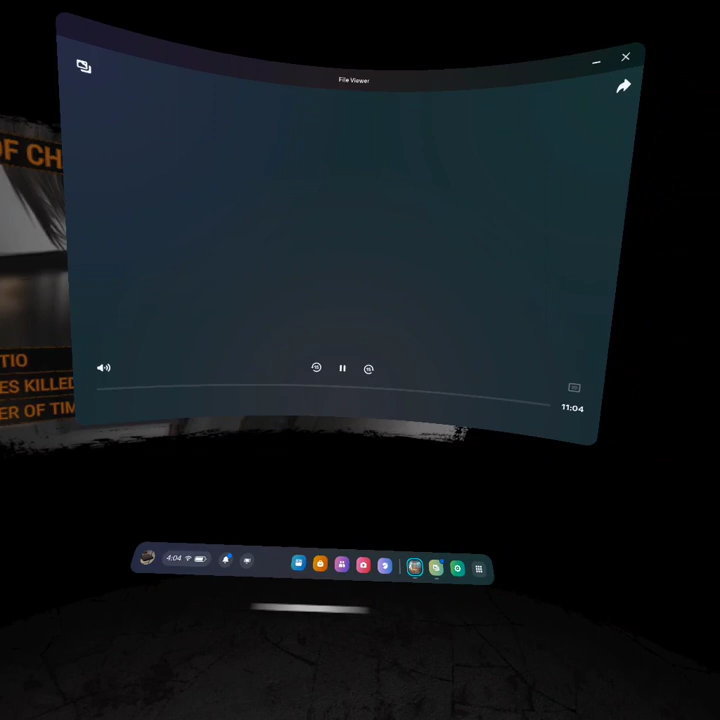 File Viewer
OF CH
TIO
ES KILLED
ER OF TIM
11:04
4:04